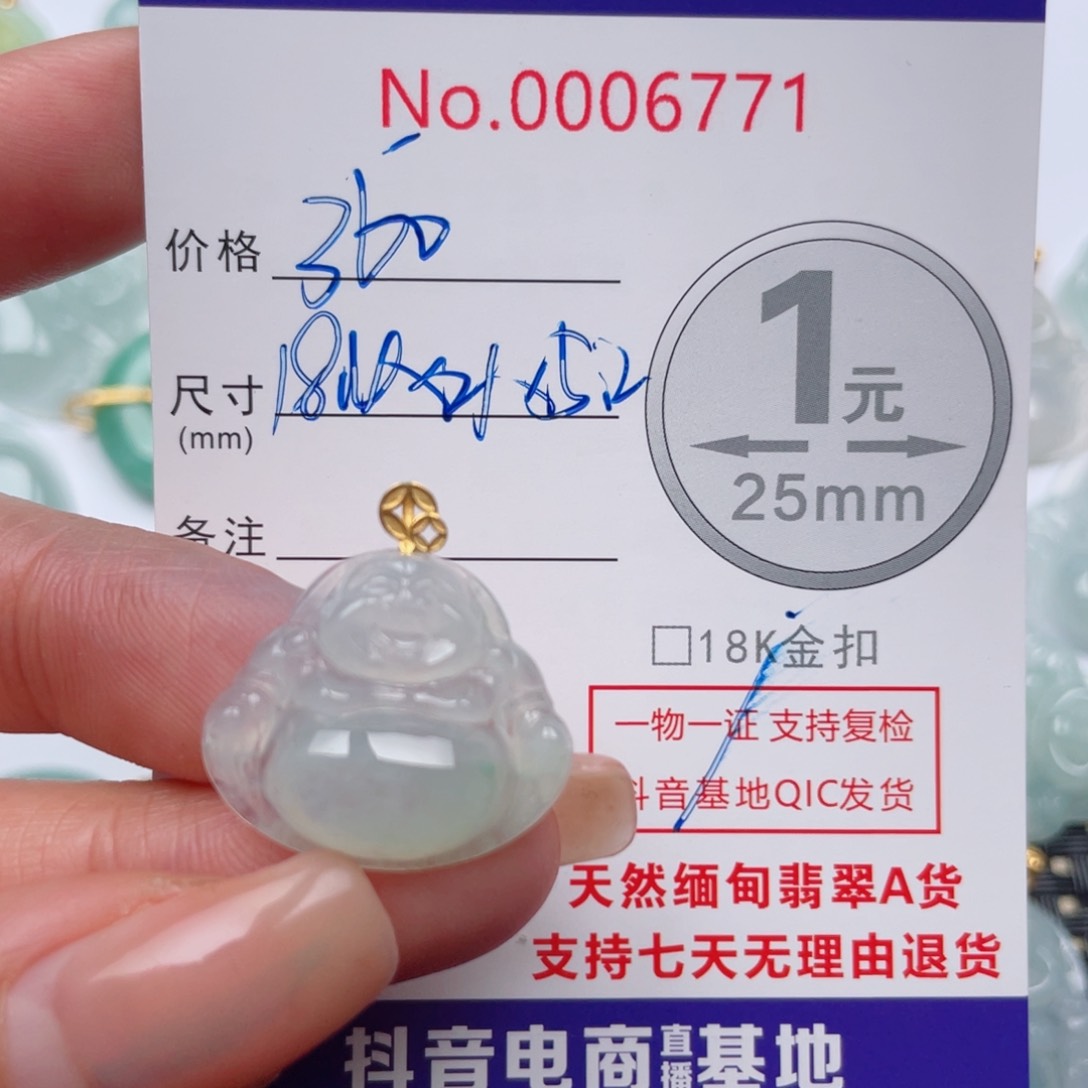 No.0006771
价格 360
尺寸
(mm)
备注
1元
25mm
□18K金扣
一物一证 支持复检
抖音基地QIC发货
天然缅甸翡翠A货
支持七天无理由退货
抖音电商直播基地